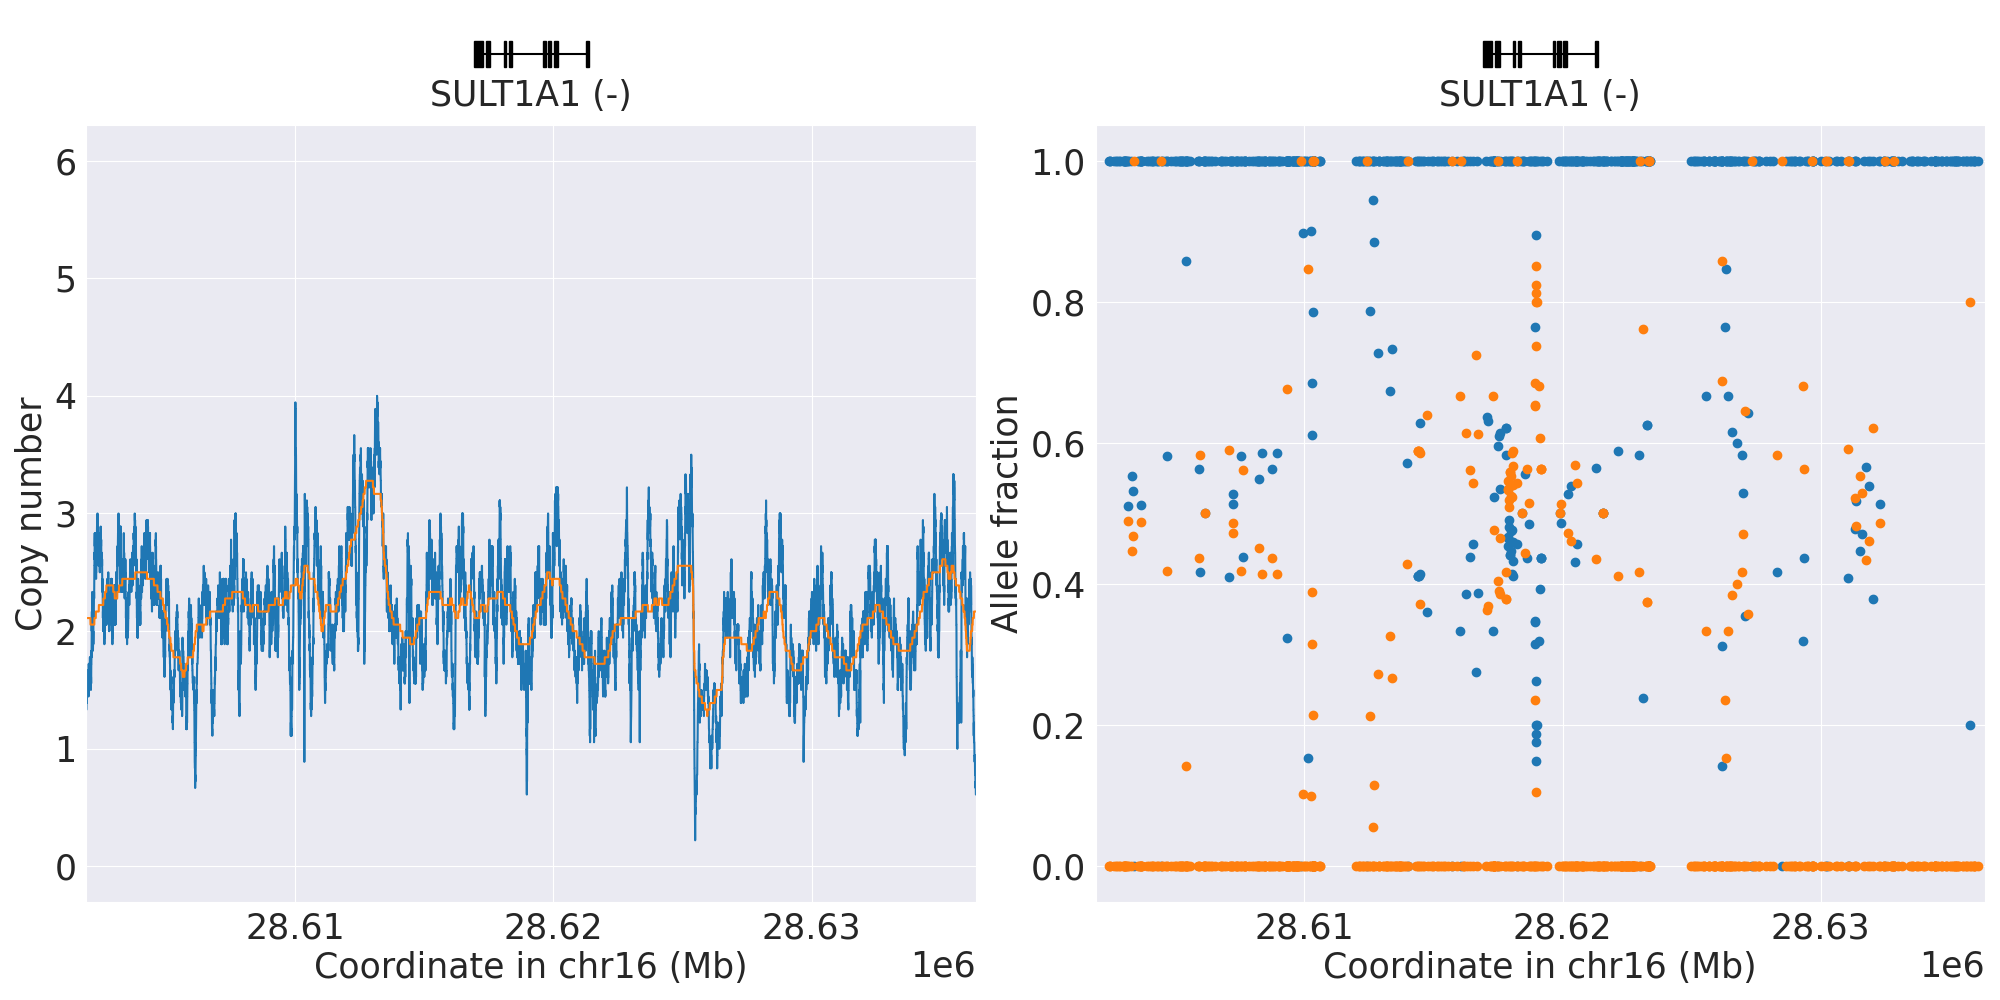 SULT1A1 (-)
SULT1A1 (-)
Copy number
6
5
4
3
2
1
0
28.61
28.62
28.63
Coordinate in chr16 (Mb)
1e6
Allele fraction
1.0
0.8
0.6
0.4
0.2
0.0
28.61
28.62
28.63
Coordinate in chr16 (Mb)
1e6